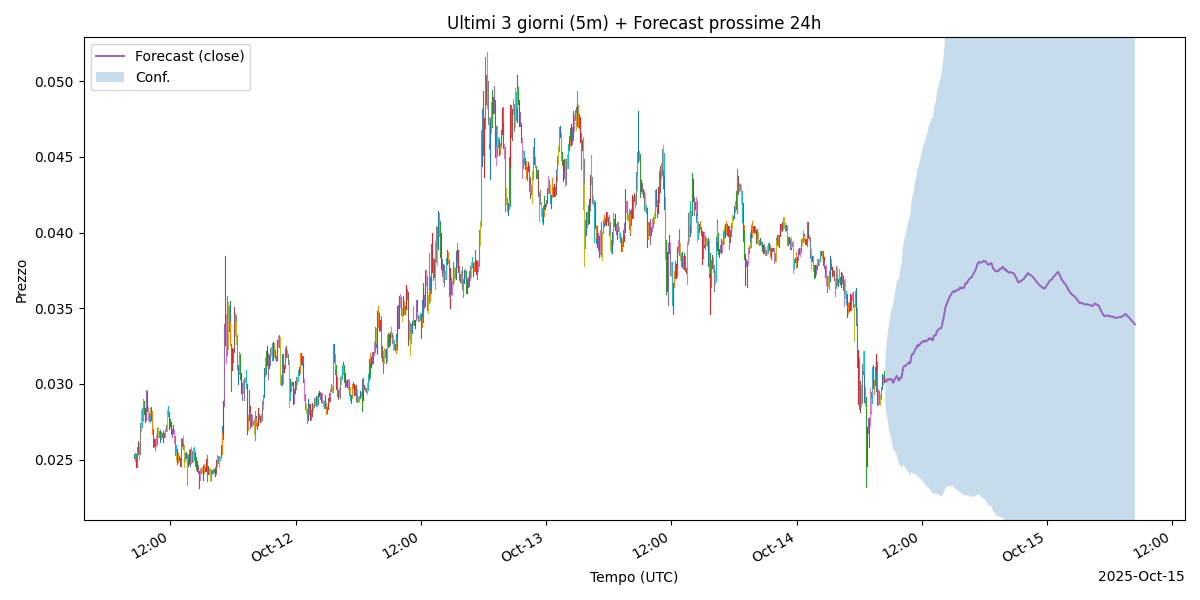 Ultimi 3 giorni (5m) + Forecast prossime 24h
Forecast (close)
Conf.
Prezzo
0.050
0.045
0.040
0.035
0.030
0.025
12:00
Oct-12
12:00
Oct-13
12:00
Oct-14
12:00
Oct-15
12:00
Tempo (UTC)
2025-Oct-15